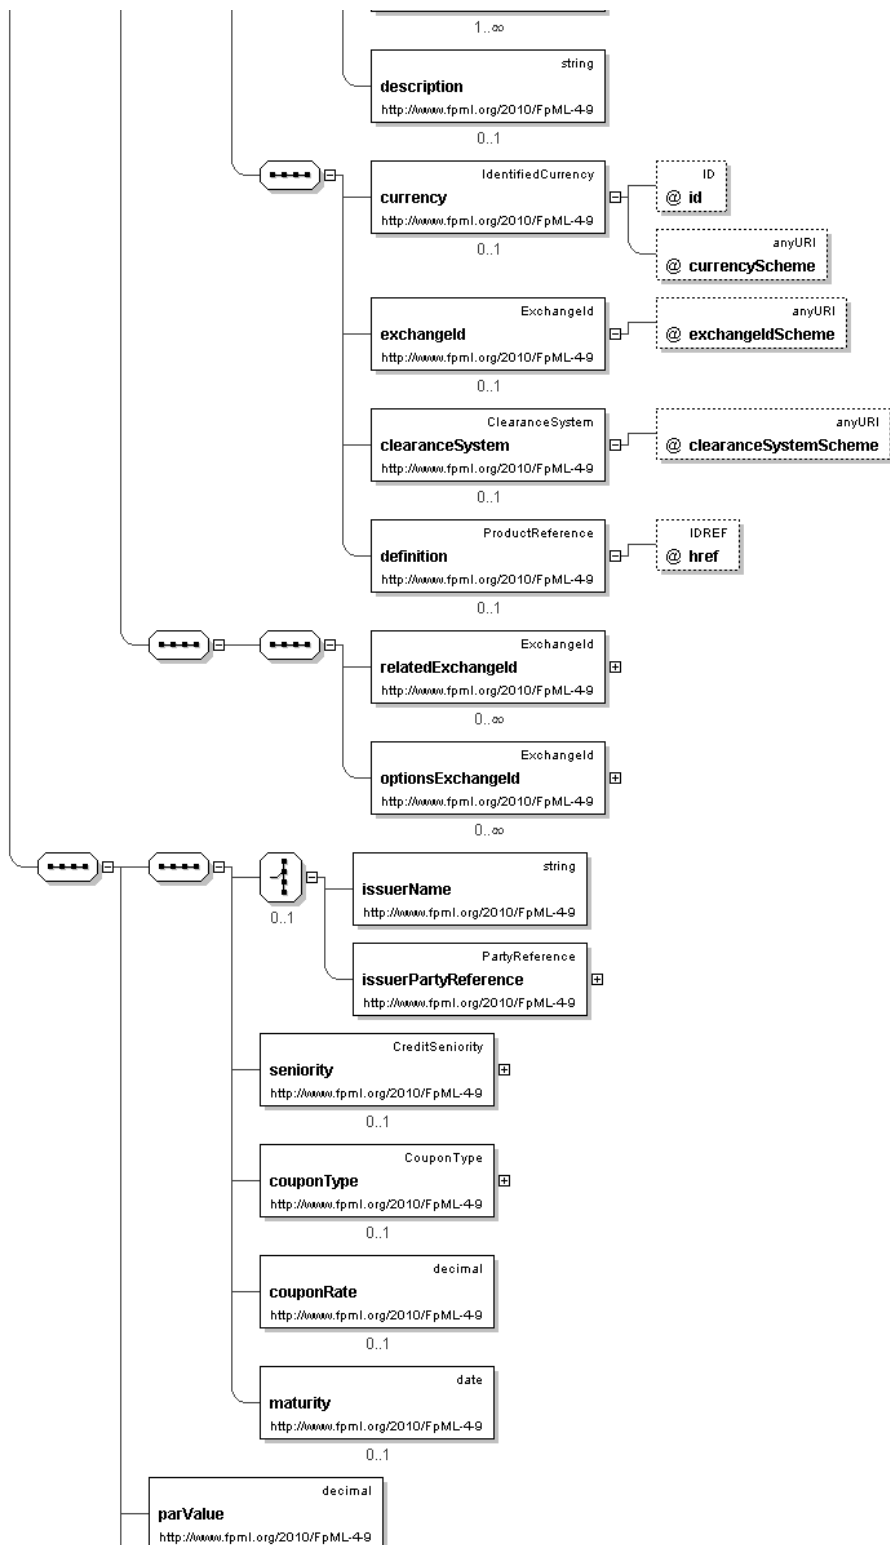 1..∞
string
description
http://www.fpml.org/2010/FpML-4-9
0..1
IdentifiedCurrency
currency
http://www.fpml.org/2010/FpML-4-9
0..1
ID
@ id
anyURI
@ currencyScheme
ExchangeId
exchangeId
http://www.fpml.org/2010/FpML-4-9
0..1
anyURI
@ exchangeIdScheme
ClearanceSystem
clearanceSystem
http://www.fpml.org/2010/FpML-4-9
0..1
anyURI
@ clearanceSystemScheme
ProductReference
definition
http://www.fpml.org/2010/FpML-4-9
0..1
IDREF
@ href
ExchangeId
relatedExchangeId
http://www.fpml.org/2010/FpML-4-9
0..∞
ExchangeId
optionsExchangeId
http://www.fpml.org/2010/FpML-4-9
0..∞
0..1
string
issuerName
http://www.fpml.org/2010/FpML-4-9
PartyReference
issuerPartyReference
http://www.fpml.org/2010/FpML-4-9
CreditSeniority
seniority
http://www.fpml.org/2010/FpML-4-9
0..1
CouponType
couponType
http://www.fpml.org/2010/FpML-4-9
0..1
decimal
couponRate
http://www.fpml.org/2010/FpML-4-9
0..1
date
maturity
http://www.fpml.org/2010/FpML-4-9
0..1
decimal
parValue
http://www.fpml.org/2010/FpML-4-9